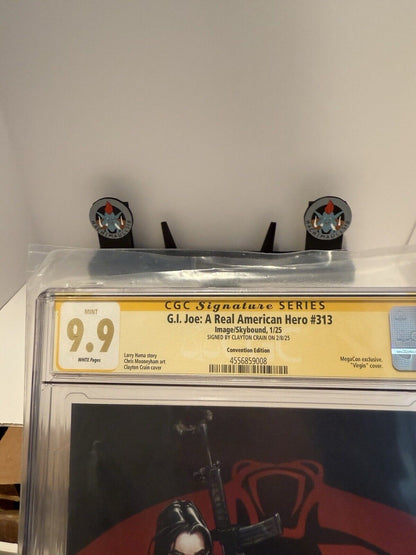 CGC Signature SERIES
MINT
9.9
WHITE Pages
G.I. Joe: A Real American Hero #313
Image/Skybound, 1/25
SIGNED BY CLAYTON CRAIN ON 2/8/25
Convention Edition
Larry Hama story
Chris Mooneyham art
Clayton Crain cover
4556859008
MegaCon exclusive.
"Virgin" cover.